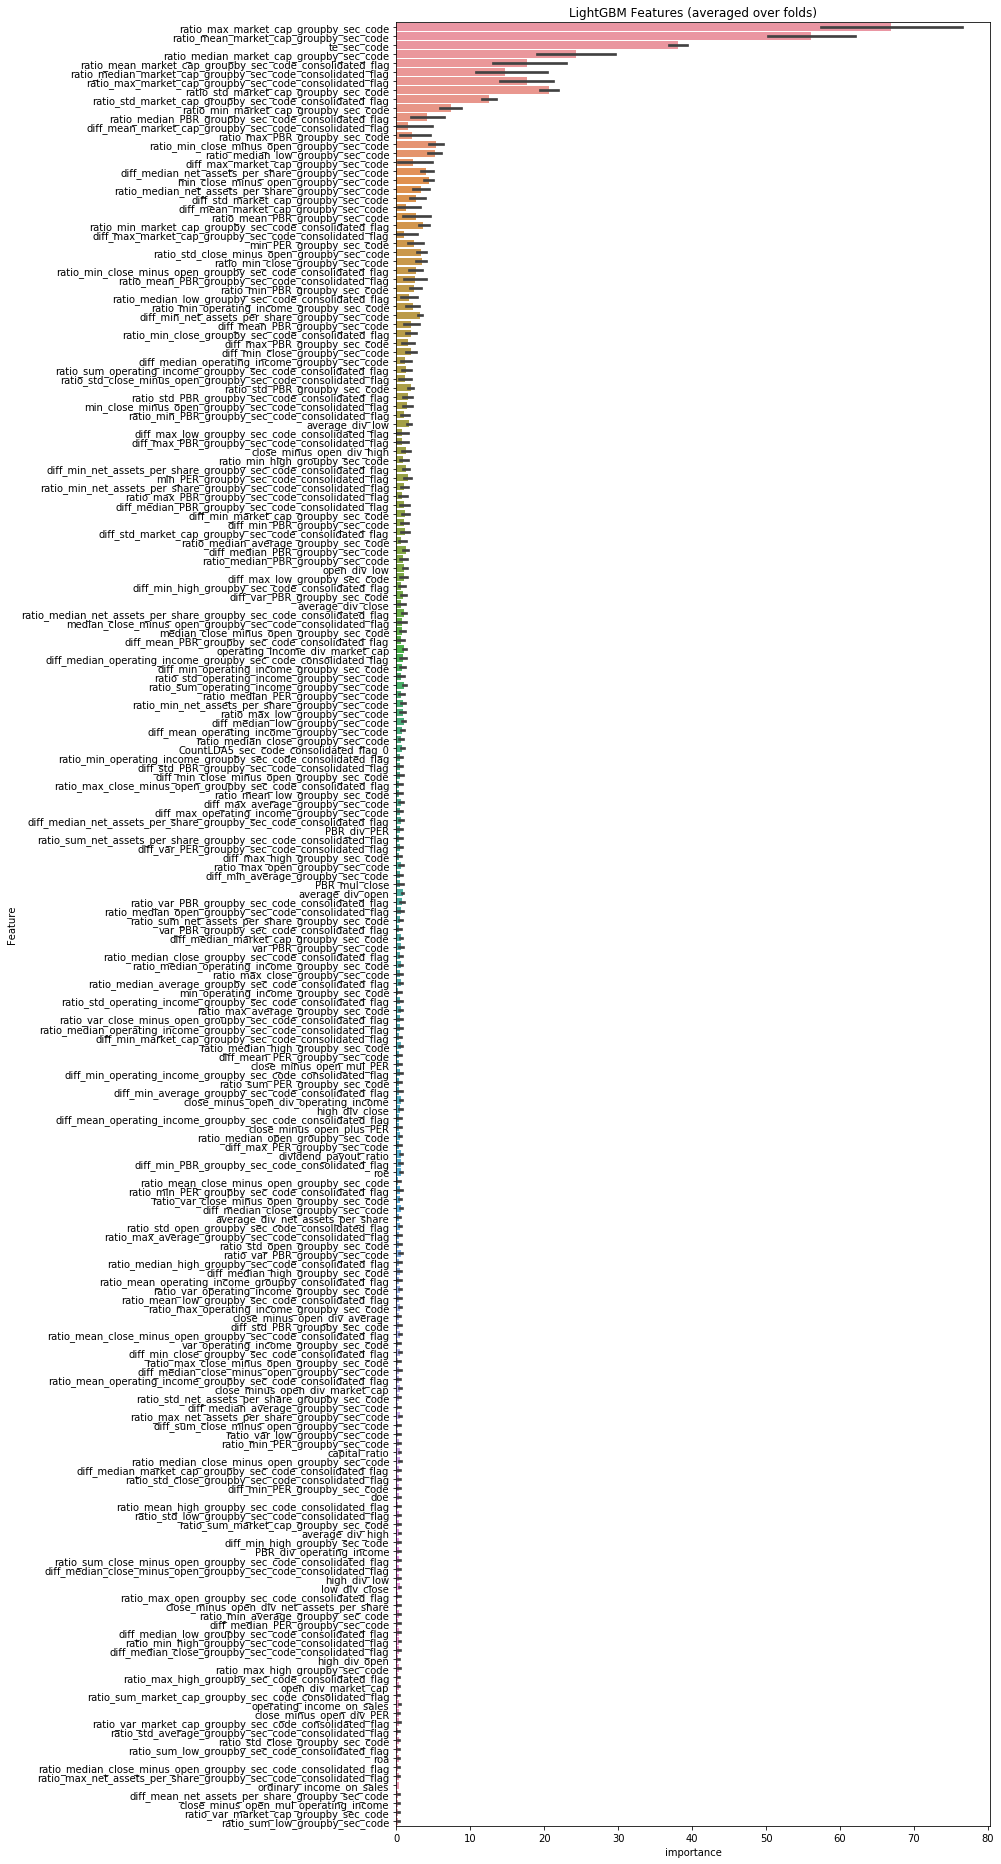 LightGBM Features (averaged over folds)
ratio_max_market_cap_groupby_sec_code
ratio_mean_market_cap_groupby_sec_code
te_sec_code
ratio_median_market_cap_groupby_sec_code
ratio_mean_market_cap_groupby_sec_code_consolidated_flag
ratio_median_market_cap_groupby_sec_code_consolidated_flag
ratio_max_market_cap_groupby_sec_code_consolidated_flag
ratio_std_market_cap_groupby_sec_code
ratio_std_market_cap_groupby_sec_code_consolidated_flag
ratio_min_market_cap_groupby_sec_code
ratio_median_PBR_groupby_sec_code_consolidated_flag
diff_mean_market_cap_groupby_sec_code_consolidated_flag
ratio_max_PBR_groupby_sec_code
ratio_min_close_minus_open_groupby_sec_code
ratio_median_low_groupby_sec_code
diff_max_market_cap_groupby_sec_code
diff_median_net_assets_per_share_groupby_sec_code
min_close_minus_open_groupby_sec_code
ratio_median_net_assets_per_share_groupby_sec_code
diff_std_market_cap_groupby_sec_code
diff_mean_market_cap_groupby_sec_code
ratio_mean_PBR_groupby_sec_code
ratio_min_market_cap_groupby_sec_code_consolidated_flag
diff_max_market_cap_groupby_sec_code_consolidated_flag
min_PER_groupby_sec_code
ratio_std_close_minus_open_groupby_sec_code
ratio_min_close_groupby_sec_code
ratio_min_close_minus_open_groupby_sec_code_consolidated_flag
ratio_mean_PBR_groupby_sec_code_consolidated_flag
ratio_min_PBR_groupby_sec_code
ratio_median_low_groupby_sec_code_consolidated_flag
ratio_min_operating_income_groupby_sec_code
diff_min_net_assets_per_share_groupby_sec_code
diff_mean_PBR_groupby_sec_code
ratio_min_close_groupby_sec_code_consolidated_flag
diff_max_PBR_groupby_sec_code
diff_min_close_groupby_sec_code
diff_median_operating_income_groupby_sec_code
ratio_sum_operating_income_groupby_sec_code_consolidated_flag
ratio_std_close_minus_open_groupby_sec_code_consolidated_flag
ratio_std_PBR_groupby_sec_code
ratio_std_PBR_groupby_sec_code_consolidated_flag
min_close_minus_open_groupby_sec_code_consolidated_flag
ratio_min_PBR_groupby_sec_code_consolidated_flag
average_div_low
diff_max_low_groupby_sec_code_consolidated_flag
diff_max_PBR_groupby_sec_code_consolidated_flag
close_minus_open_div_high
ratio_min_high_groupby_sec_code
diff_min_net_assets_per_share_groupby_sec_code_consolidated_flag
min_PER_groupby_sec_code_consolidated_flag
ratio_min_net_assets_per_share_groupby_sec_code_consolidated_flag
ratio_max_PBR_groupby_sec_code_consolidated_flag
diff_median_PBR_groupby_sec_code_consolidated_flag
diff_min_market_cap_groupby_sec_code
diff_min_PBR_groupby_sec_code
diff_std_market_cap_groupby_sec_code_consolidated_flag
ratio_median_average_groupby_sec_code
diff_median_PBR_groupby_sec_code
ratio_median_PBR_groupby_sec_code
open_div_low
diff_max_low_groupby_sec_code
diff_min_high_groupby_sec_code_consolidated_flag
diff_var_PBR_groupby_sec_code
average_div_close
ratio_median_net_assets_per_share_groupby_sec_code_consolidated_flag
median_close_minus_open_groupby_sec_code_consolidated_flag
median_close_minus_open_groupby_sec_code
diff_mean_PBR_groupby_sec_code_consolidated_flag
operating_income_div_market_cap
diff_median_operating_income_groupby_sec_code_consolidated_flag
diff_min_operating_income_groupby_sec_code
ratio_std_operating_income_groupby_sec_code
ratio_sum_operating_income_groupby_sec_code
ratio_median_PER_groupby_sec_code
ratio_min_net_assets_per_share_groupby_sec_code
ratio_max_low_groupby_sec_code
diff_median_low_groupby_sec_code
diff_mean_operating_income_groupby_sec_code
ratio_median_close_groupby_sec_code
CountLDA5_sec_code_consolidated_flag_0
ratio_min_operating_income_groupby_sec_code_consolidated_flag
diff_std_PBR_groupby_sec_code_consolidated_flag
diff_min_close_minus_open_groupby_sec_code
ratio_max_close_minus_open_groupby_sec_code_consolidated_flag
ratio_mean_low_groupby_sec_code
diff_max_average_groupby_sec_code
diff_max_operating_income_groupby_sec_code
diff_median_net_assets_per_share_groupby_sec_code_consolidated_flag
PBR_div_PER
ratio_sum_net_assets_per_share_groupby_sec_code_consolidated_flag
diff_var_PER_groupby_sec_code_consolidated_flag
diff_max_high_groupby_sec_code
ratio_max_open_groupby_sec_code
diff_min_average_groupby_sec_code
PBR_mul_close
average_div_open
ratio_var_PBR_groupby_sec_code_consolidated_flag
ratio_median_open_groupby_sec_code_consolidated_flag
ratio_sum_net_assets_per_share_groupby_sec_code
var_PBR_groupby_sec_code_consolidated_flag
diff_median_market_cap_groupby_sec_code
var_PBR_groupby_sec_code
ratio_median_close_groupby_sec_code_consolidated_flag
ratio_median_operating_income_groupby_sec_code
ratio_max_close_groupby_sec_code
ratio_median_average_groupby_sec_code_consolidated_flag
min_operating_income_groupby_sec_code
ratio_std_operating_income_groupby_sec_code_consolidated_flag
ratio_max_average_groupby_sec_code
ratio_var_close_minus_open_groupby_sec_code_consolidated_flag
ratio_median_operating_income_groupby_sec_code_consolidated_flag
diff_min_market_cap_groupby_sec_code_consolidated_flag
ratio_median_high_groupby_sec_code
diff_mean_PER_groupby_sec_code
close_minus_open_mul_PER
diff_min_operating_income_groupby_sec_code_consolidated_flag
ratio_sum_PER_groupby_sec_code
diff_min_average_groupby_sec_code_consolidated_flag
close_minus_open_div_operating_income
high_div_close
diff_mean_operating_income_groupby_sec_code_consolidated_flag
close_minus_open_plus_PER
ratio_median_open_groupby_sec_code
diff_max_PER_groupby_sec_code
dividend_payout_ratio
diff_min_PBR_groupby_sec_code_consolidated_flag
roe
ratio_mean_close_minus_open_groupby_sec_code
ratio_min_PER_groupby_sec_code_consolidated_flag
ratio_var_close_minus_open_groupby_sec_code
diff_median_close_groupby_sec_code
average_div_net_assets_per_share
ratio_std_open_groupby_sec_code_consolidated_flag
ratio_max_average_groupby_sec_code_consolidated_flag
ratio_std_open_groupby_sec_code
ratio_var_PBR_groupby_sec_code
ratio_median_high_groupby_sec_code_consolidated_flag
diff_median_high_groupby_sec_code
ratio_mean_operating_income_groupby_consolidated_flag
ratio_var_operating_income_groupby_sec_code
ratio_mean_low_groupby_sec_code_consolidated_flag
ratio_max_operating_income_groupby_sec_code
close_minus_open_div_average
diff_std_PBR_groupby_sec_code
ratio_mean_close_minus_open_groupby_sec_code_consolidated_flag
var_operating_income_groupby_sec_code
diff_min_close_groupby_sec_code_consolidated_flag
ratio_max_close_minus_open_groupby_sec_code
diff_median_close_minus_open_groupby_sec_code
ratio_mean_operating_income_groupby_sec_code_consolidated_flag
close_minus_open_div_market_cap
ratio_std_net_assets_per_share_groupby_sec_code
diff_median_average_groupby_sec_code
ratio_max_net_assets_per_share_groupby_sec_code
diff_sum_close_minus_open_groupby_sec_code
ratio_var_low_groupby_sec_code
ratio_min_PER_groupby_sec_code
capital_ratio
ratio_median_close_minus_open_groupby_sec_code
diff_median_market_cap_groupby_sec_code_consolidated_flag
ratio_std_close_groupby_sec_code_consolidated_flag
diff_min_PER_groupby_sec_code
doe
ratio_mean_high_groupby_sec_code_consolidated_flag
ratio_std_low_groupby_sec_code_consolidated_flag
ratio_sum_market_cap_groupby_sec_code
average_div_high
diff_min_high_groupby_sec_code
PBR_div_operating_income
ratio_sum_close_minus_open_groupby_sec_code_consolidated_flag
diff_median_close_minus_open_groupby_sec_code_consolidated_flag
high_div_low
low_div_close
ratio_max_open_groupby_sec_code_consolidated_flag
close_minus_open_div_net_assets_per_share
ratio_min_average_groupby_sec_code
diff_median_PER_groupby_sec_code
diff_median_low_groupby_sec_code_consolidated_flag
ratio_min_high_groupby_sec_code_consolidated_flag
diff_median_close_groupby_sec_code_consolidated_flag
high_div_open
ratio_max_high_groupby_sec_code
ratio_max_high_groupby_sec_code_consolidated_flag
open_div_market_cap
ratio_sum_market_cap_groupby_sec_code_consolidated_flag
operating_income_on_sales
close_minus_open_div_PER
ratio_var_market_cap_groupby_sec_code_consolidated_flag
ratio_std_average_groupby_sec_code_consolidated_flag
ratio_std_close_groupby_sec_code
ratio_sum_low_groupby_sec_code_consolidated_flag
roa
ratio_median_close_minus_open_groupby_sec_code_consolidated_flag
ratio_max_net_assets_per_share_groupby_sec_code_consolidated_flag
ordinary_income_on_sales
diff_mean_net_assets_per_share_groupby_sec_code
close_minus_open_mul_operating_income
ratio_var_market_cap_groupby_sec_code
ratio_sum_low_groupby_sec_code
Feature
0 10 20 30 40 50 60 70 80
importance